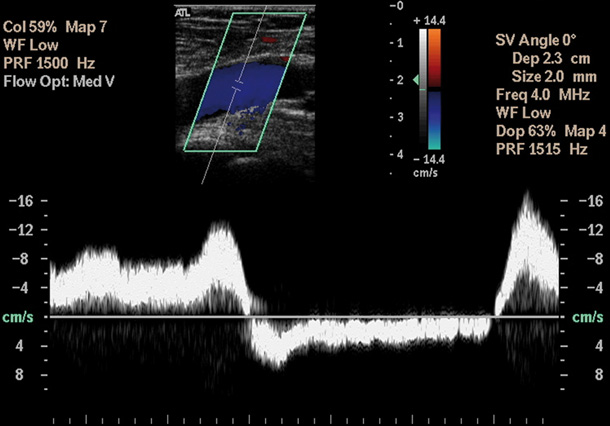 Col 59% Map 7
WF Low
PRF 1500 Hz
Flow Opt: Med V
ATL
0
1
2
3
4
+ 14.4
− 14.4
cm/s
SV Angle 0°
Dep 2.3 cm
Size 2.0 mm
Freq 4.0 MHz
WF Low
Dop 63% Map 4
PRF 1515 Hz
−16
−12
−8
−4
cm/s
4
8
−16
−12
−8
−4
cm/s
4
8